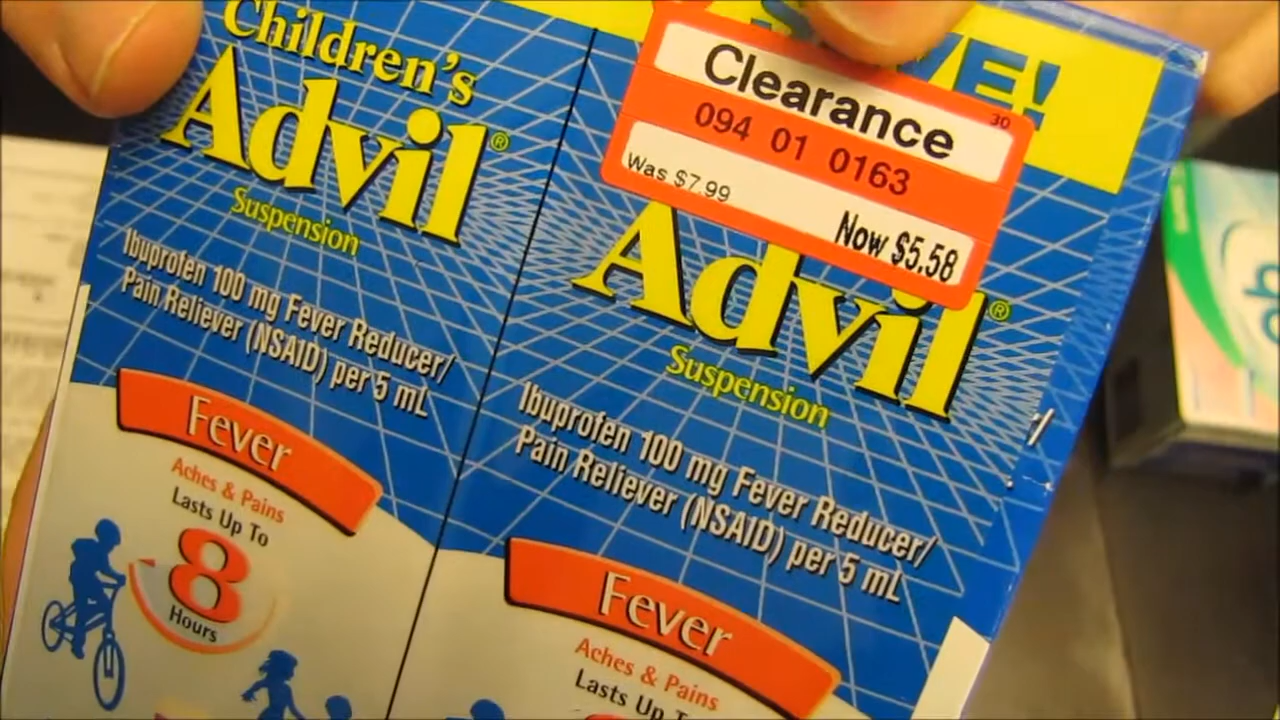 Children's
Advil®
Suspension
Ibuprofen 100 mg Fever Reducer/
Pain Reliever (NSAID) per 5 mL
Fever
Aches & Pains
Lasts Up To
8
Hours
VE!
Clearance
30
094 01 0163
Was $7.99
Now $5.58
Advil®
Suspension
Ibuprofen 100 mg Fever Reducer/
Pain Reliever (NSAID) per 5 mL
Fever
Aches & Pains
Lasts Up T